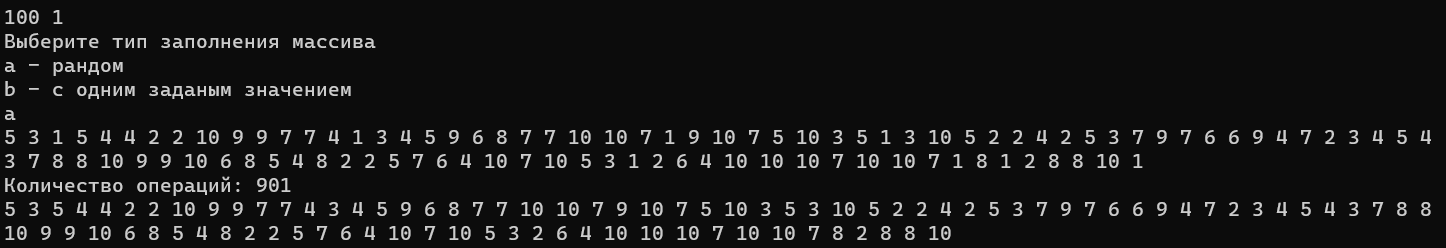 100 1
Выберите тип заполнения массива
a – рандом
b – с одним заданым значением
a
5 3 1 5 4 4 2 2 10 9 9 7 7 4 1 3 4 5 9 6 8 7 7 10 10 7 1 9 10 7 5 10 3 5 1 3 10 5 2 2 4 2 5 3 7 9 7 6 6 9 4 7 2 3 4 5 4
3 7 8 8 10 9 9 10 6 8 5 4 8 2 2 5 7 6 4 10 7 10 5 3 1 2 6 4 10 10 10 7 10 10 7 1 8 1 2 8 8 10 1
Количество операций: 901
5 3 5 4 4 2 2 10 9 9 7 7 4 3 4 5 9 6 8 7 7 10 10 7 9 10 7 5 10 3 5 3 10 5 2 2 4 2 5 3 7 9 7 6 6 9 4 7 2 3 4 5 4 3 7 8 8
10 9 9 10 6 8 5 4 8 2 2 5 7 6 4 10 7 10 5 3 2 6 4 10 10 10 7 10 10 7 8 2 8 8 10